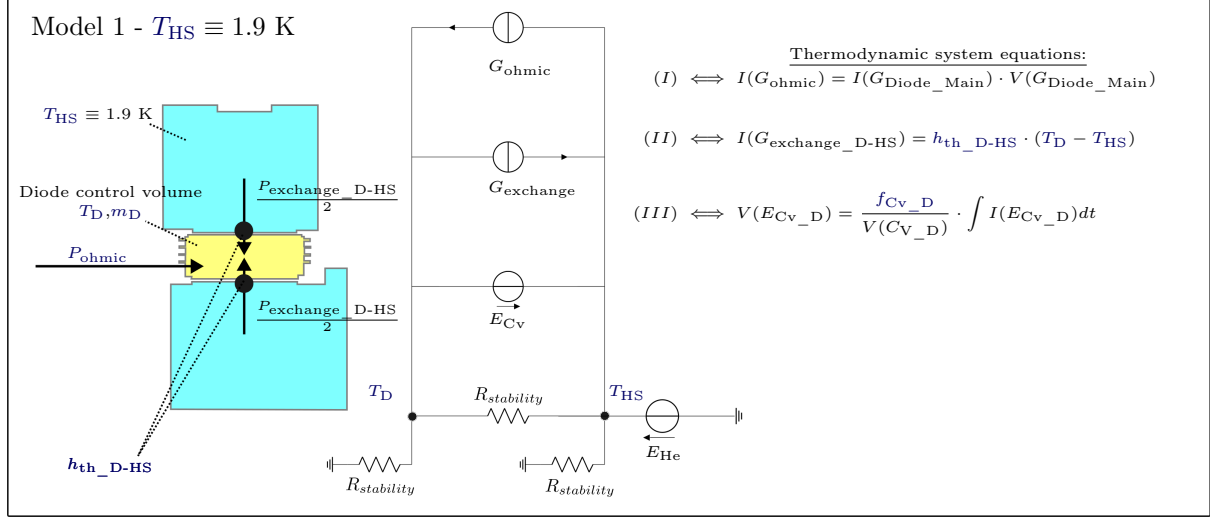 Model 1 - T_HS ≡ 1.9 K
T_HS ≡ 1.9 K
Diode control volume
T_D,m_D
P_ohmic
P_exchange_D-HS
2
P_exchange_D-HS
2
h_th_D-HS
G_ohmic
G_exchange
E_Cv
T_D
R_stability
T_HS
E_He
R_stability
R_stability
Thermodynamic system equations:
(I) ⟺ I(G_ohmic) = I(G_Diode_Main) · V(G_Diode_Main)
(II) ⟺ I(G_exchange_D-HS) = h_th_D-HS · (T_D − T_HS)
(III) ⟺ V(E_Cv_D) = f_Cv_D / V(C_V_D) · ∫ I(E_Cv_D)dt